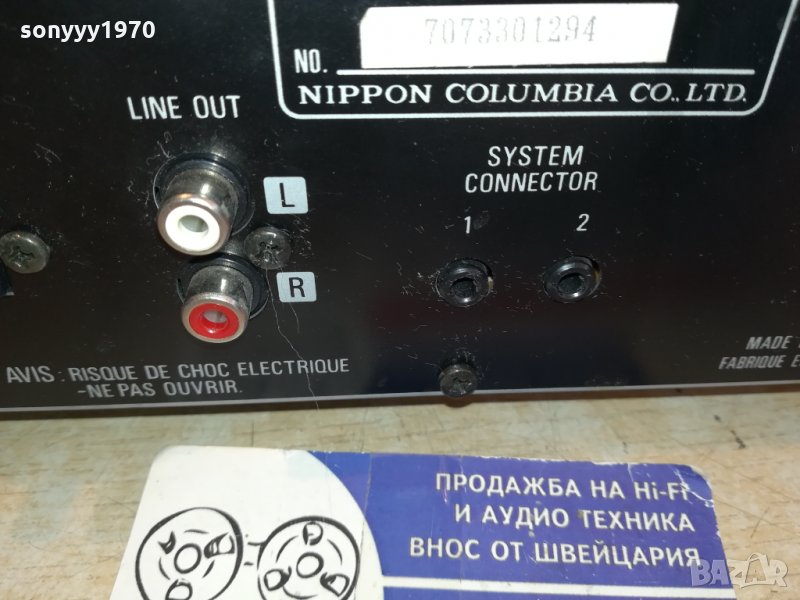 sonyyy1970
7073301294
NO.
NIPPON COLUMBIA CO., LTD.
LINE OUT
SYSTEM
CONNECTOR
L
1 2
R
MADE
AVIS : RISQUE DE CHOC ELECTRIQUE
-NE PAS OUVRIR.
FABRIQUE
ПРОДАЖБА НА Hi-Fi
И АУДИО ТЕХНИКА
ВНОС ОТ ШВЕЙЦАРИЯ
BAZAR